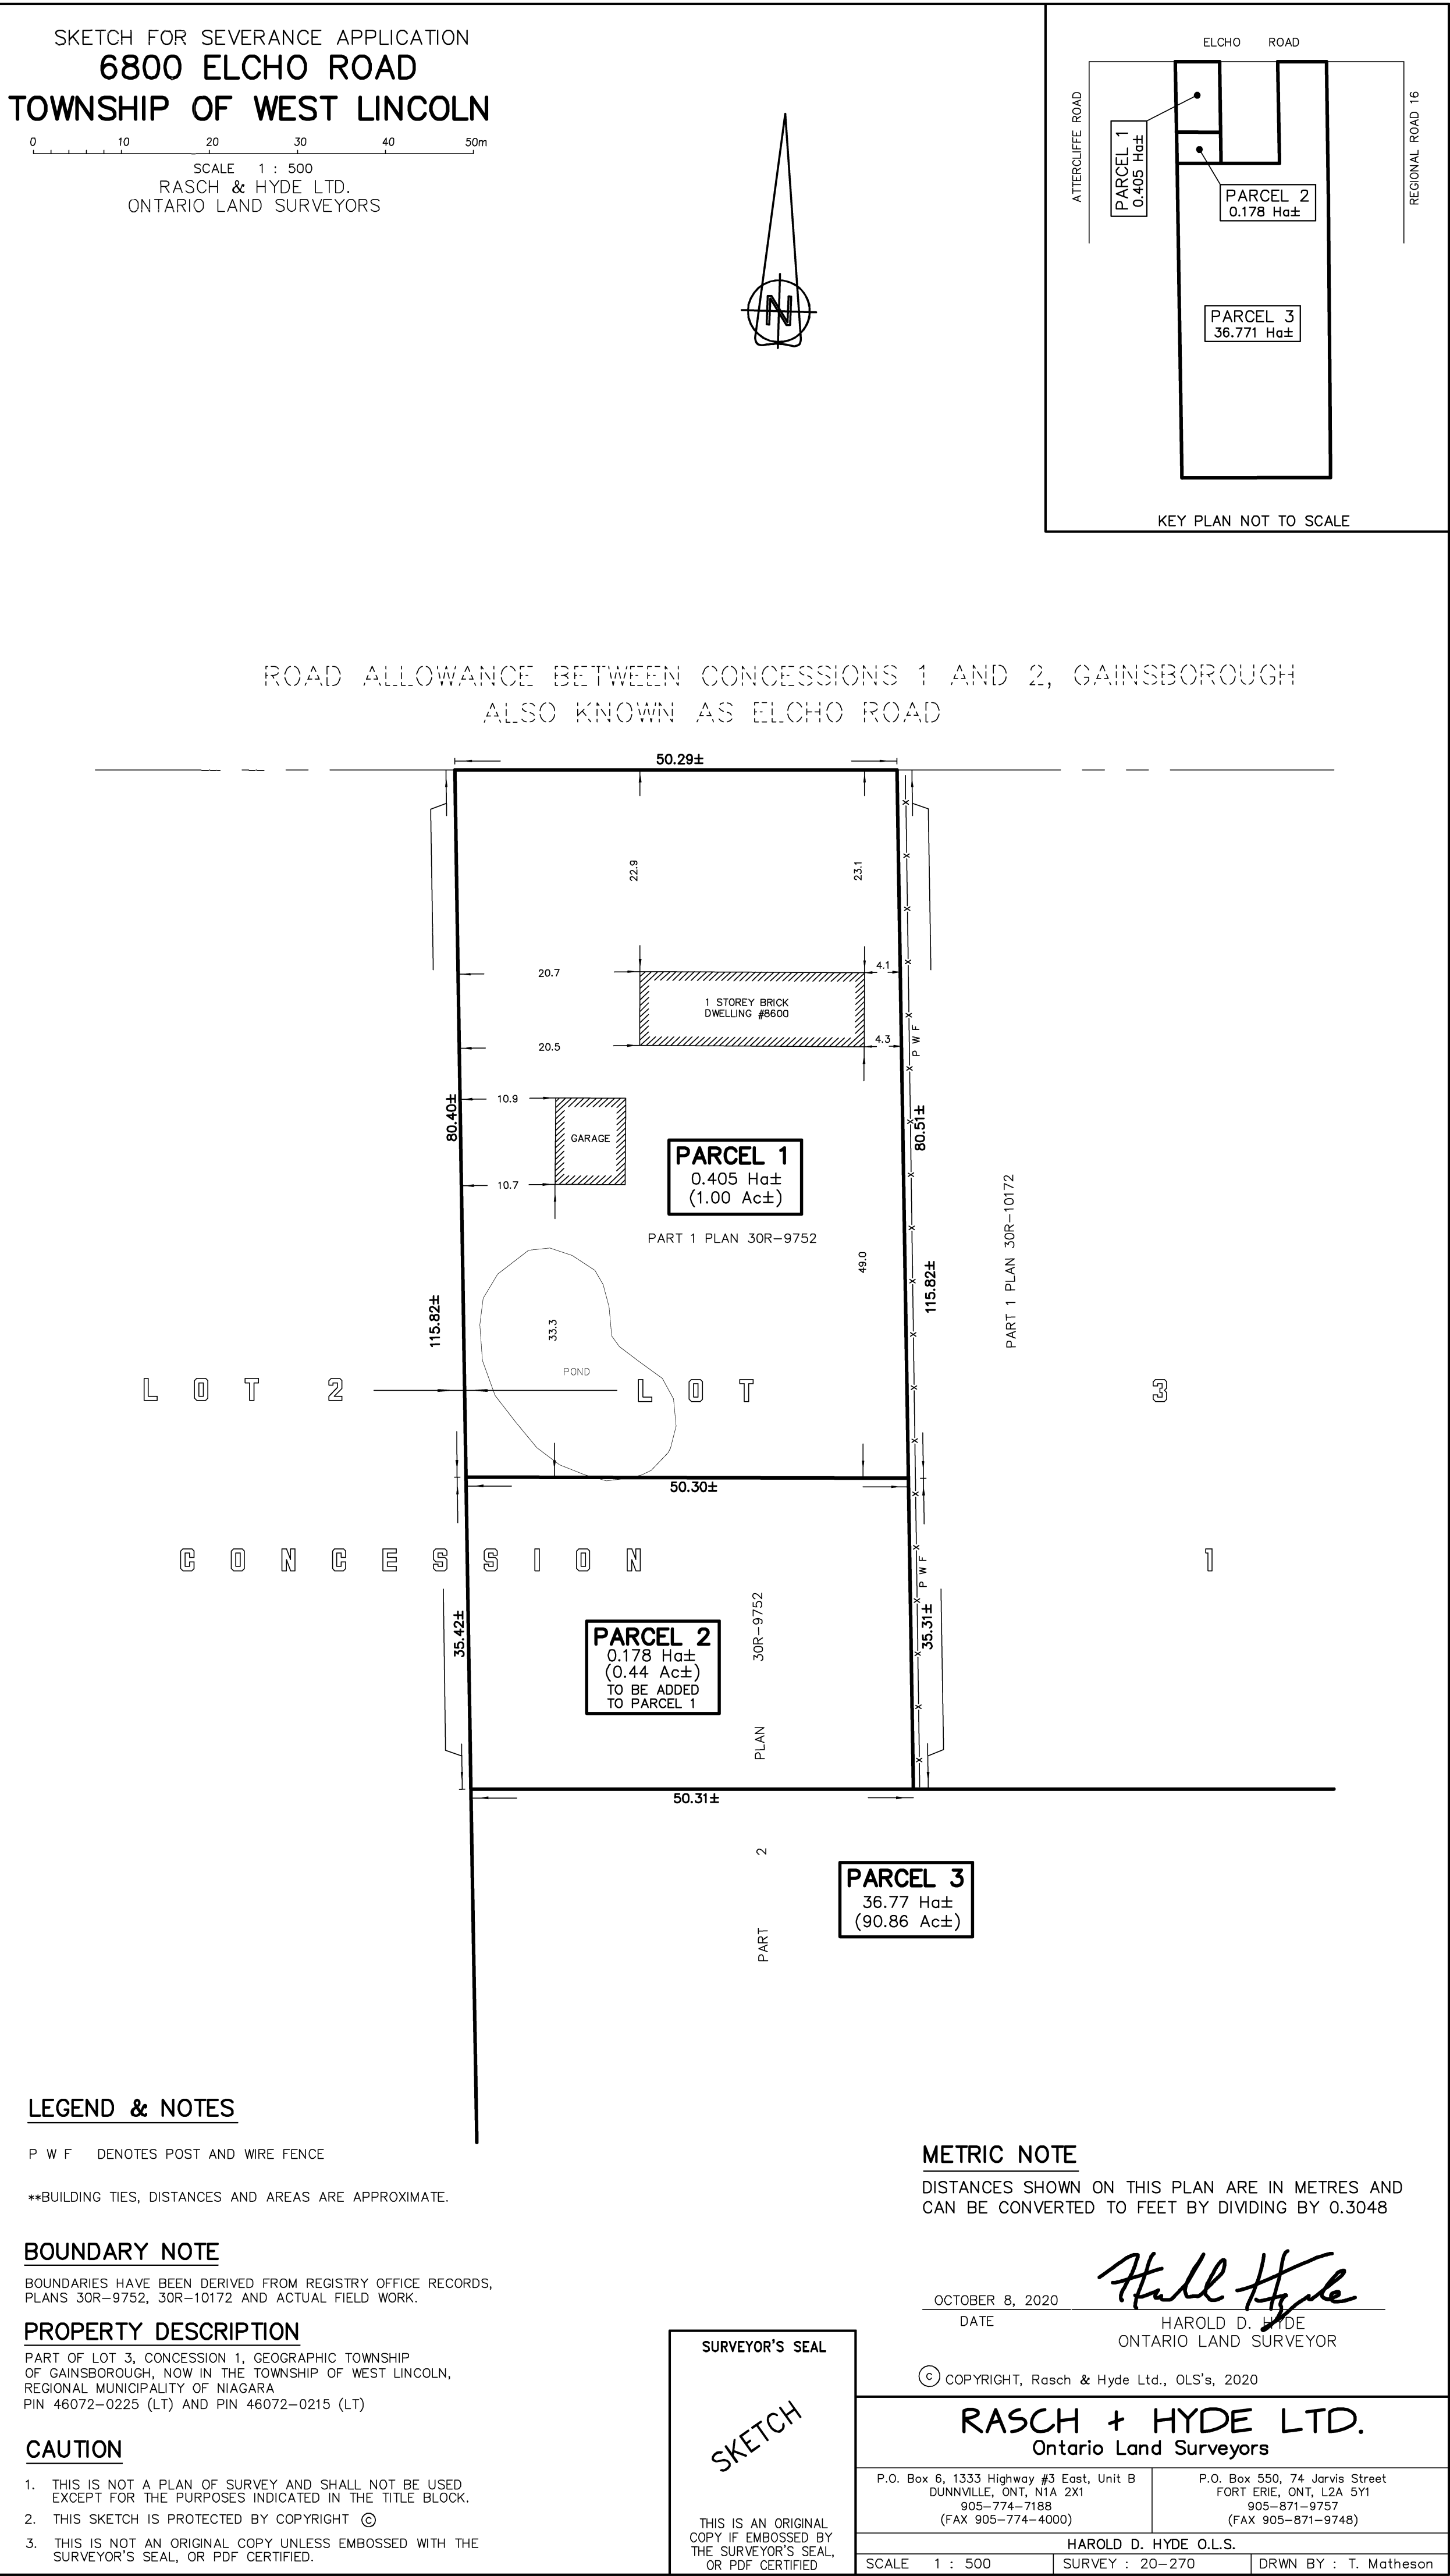 SKETCH FOR SEVERANCE APPLICATION
6800 ELCHO ROAD
TOWNSHIP OF WEST LINCOLN
0 10 20 30 40 50m
SCALE 1 : 500
RASCH & HYDE LTD.
ONTARIO LAND SURVEYORS
N
ELCHO ROAD
ATTERCLIFFE ROAD
REGIONAL ROAD 16
PARCEL 1
0.405 Ha±
PARCEL 2
0.178 Ha±
PARCEL 3
36.771 Ha±
KEY PLAN NOT TO SCALE
ROAD ALLOWANCE BETWEEN CONCESSIONS 1 AND 2, GAINSBOROUGH
ALSO KNOWN AS ELCHO ROAD
50.29±
22.9
23.1
20.7
4.1
1 STOREY BRICK
DWELLING #8600
20.5
4.3
P W F
10.9
80.40±
80.51±
GARAGE
10.7
PARCEL 1
0.405 Ha±
(1.00 Ac±)
PART 1 PLAN 30R-9752
PART 1 PLAN 30R-10172
49.0
115.82±
115.82±
33.3
POND
LOT 2
LOT 3
50.30±
CONCESSION 1
P W F
35.42±
35.31±
PARCEL 2
0.178 Ha±
(0.44 Ac±)
TO BE ADDED
TO PARCEL 1
PART 2 PLAN 30R-9752
50.31±
PARCEL 3
36.77 Ha±
(90.86 Ac±)
LEGEND & NOTES
P W F DENOTES POST AND WIRE FENCE
**BUILDING TIES, DISTANCES AND AREAS ARE APPROXIMATE.
BOUNDARY NOTE
BOUNDARIES HAVE BEEN DERIVED FROM REGISTRY OFFICE RECORDS,
PLANS 30R-9752, 30R-10172 AND ACTUAL FIELD WORK.
PROPERTY DESCRIPTION
PART OF LOT 3, CONCESSION 1, GEOGRAPHIC TOWNSHIP
OF GAINSBOROUGH, NOW IN THE TOWNSHIP OF WEST LINCOLN,
REGIONAL MUNICIPALITY OF NIAGARA
PIN 46072-0225 (LT) AND PIN 46072-0215 (LT)
CAUTION
1. THIS IS NOT A PLAN OF SURVEY AND SHALL NOT BE USED
EXCEPT FOR THE PURPOSES INDICATED IN THE TITLE BLOCK.
2. THIS SKETCH IS PROTECTED BY COPYRIGHT ©
3. THIS IS NOT AN ORIGINAL COPY UNLESS EMBOSSED WITH THE
SURVEYOR'S SEAL, OR PDF CERTIFIED.
METRIC NOTE
DISTANCES SHOWN ON THIS PLAN ARE IN METRES AND
CAN BE CONVERTED TO FEET BY DIVIDING BY 0.3048
Harold Hyde
OCTOBER 8, 2020
DATE
HAROLD D. HYDE
ONTARIO LAND SURVEYOR
© COPYRIGHT, Rasch & Hyde Ltd., OLS's, 2020
SURVEYOR'S SEAL
SKETCH
THIS IS AN ORIGINAL
COPY IF EMBOSSED BY
THE SURVEYOR'S SEAL,
OR PDF CERTIFIED
RASCH + HYDE LTD.
Ontario Land Surveyors
P.O. Box 6, 1333 Highway #3 East, Unit B
DUNNVILLE, ONT, N1A 2X1
905-774-7188
(FAX 905-774-4000)
P.O. Box 550, 74 Jarvis Street
FORT ERIE, ONT, L2A 5Y1
905-871-9757
(FAX 905-871-9748)
HAROLD D. HYDE O.L.S.
SCALE 1 : 500
SURVEY : 20-270
DRWN BY : T. Matheson